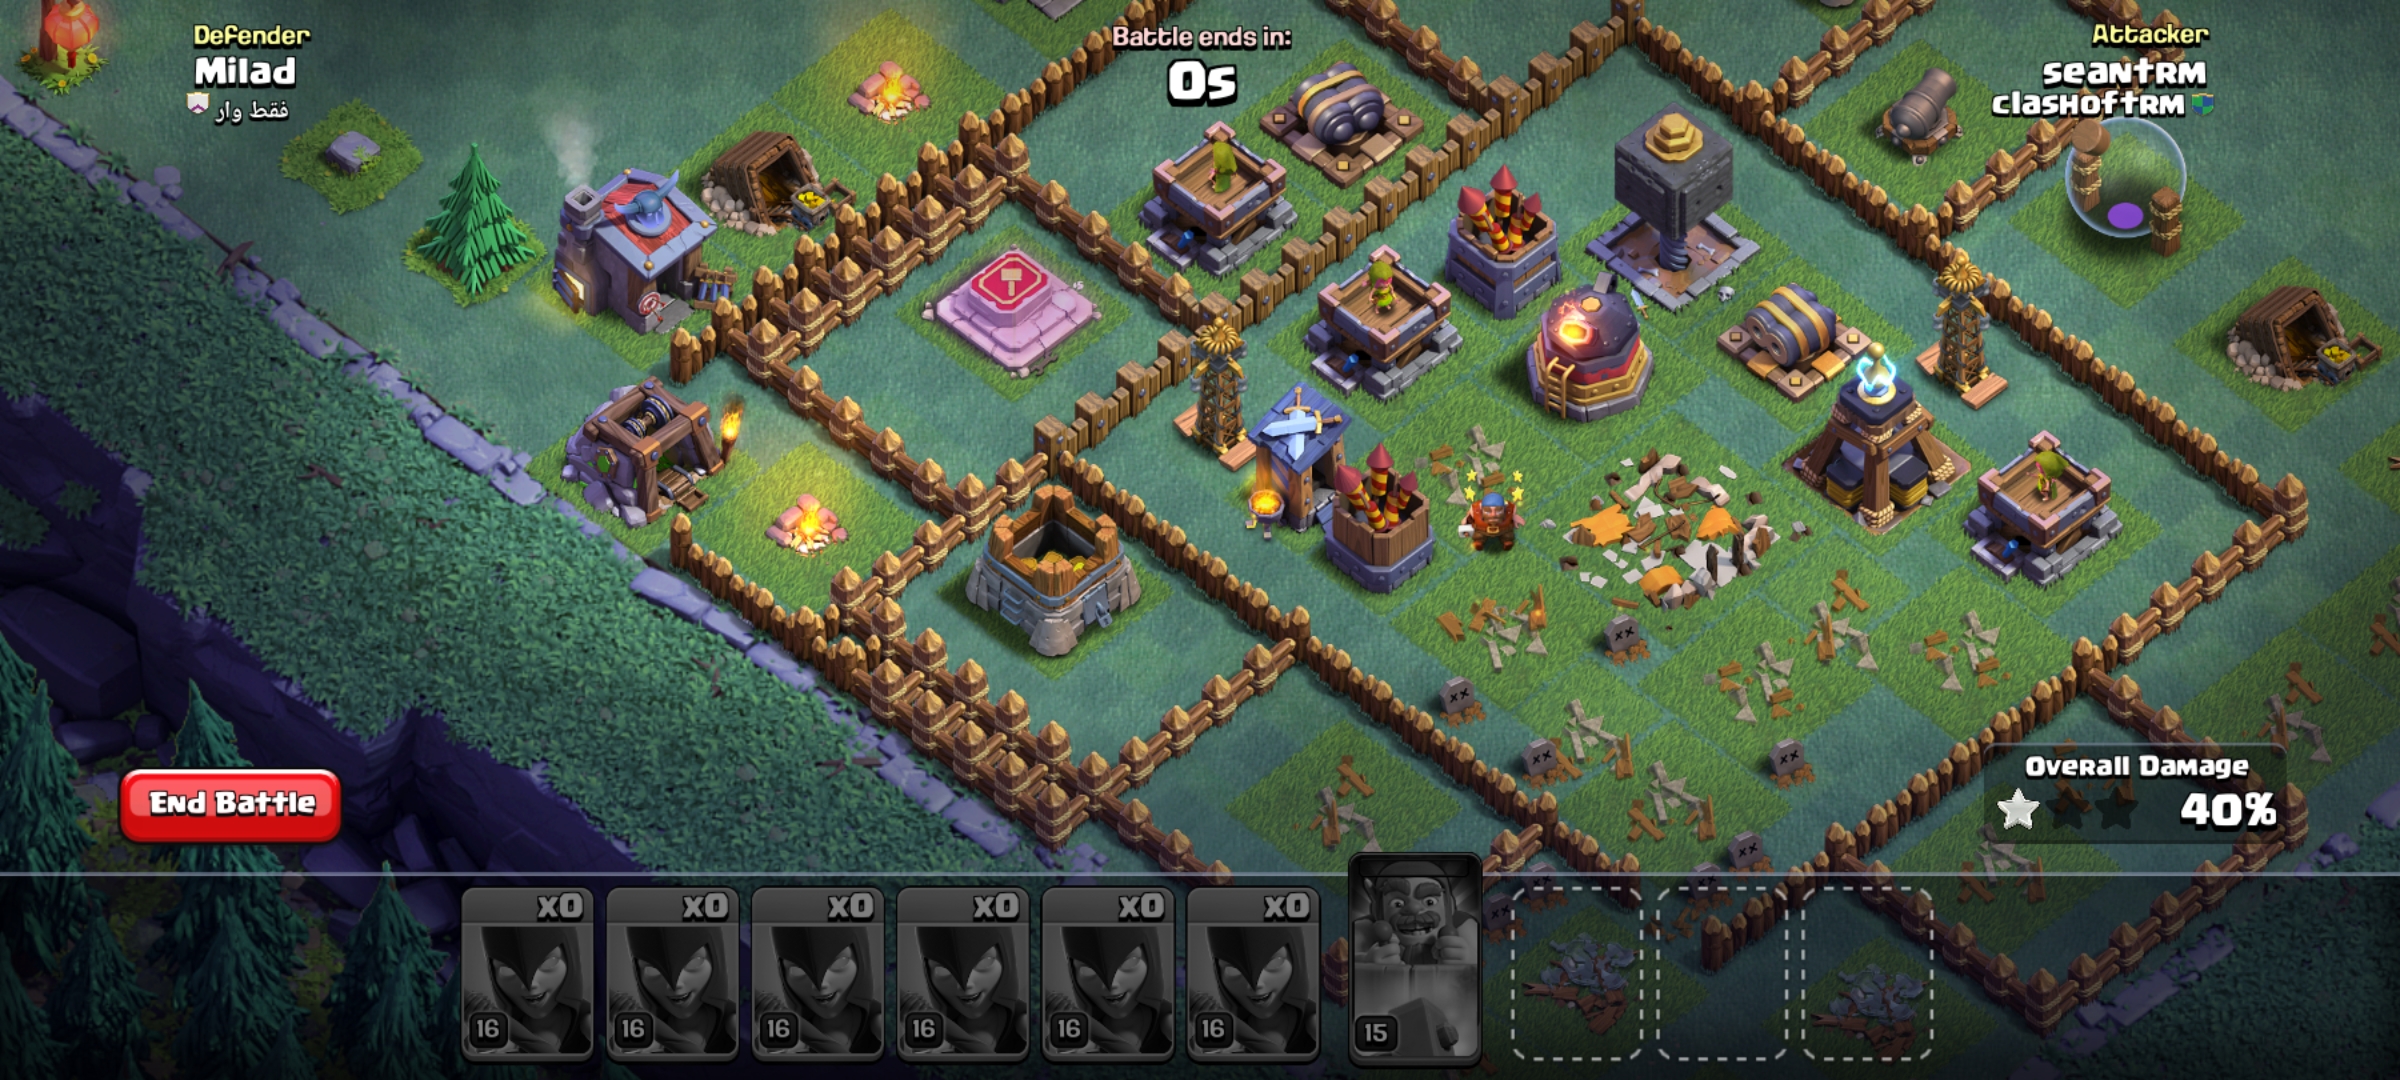 Defender
Milad
فقط وار
Battle ends in:
0s
Attacker
seantRM
clashoftRM
End Battle
Overall Damage
40%
x0
x0
x0
x0
x0
x0
16
16
16
16
16
16
15